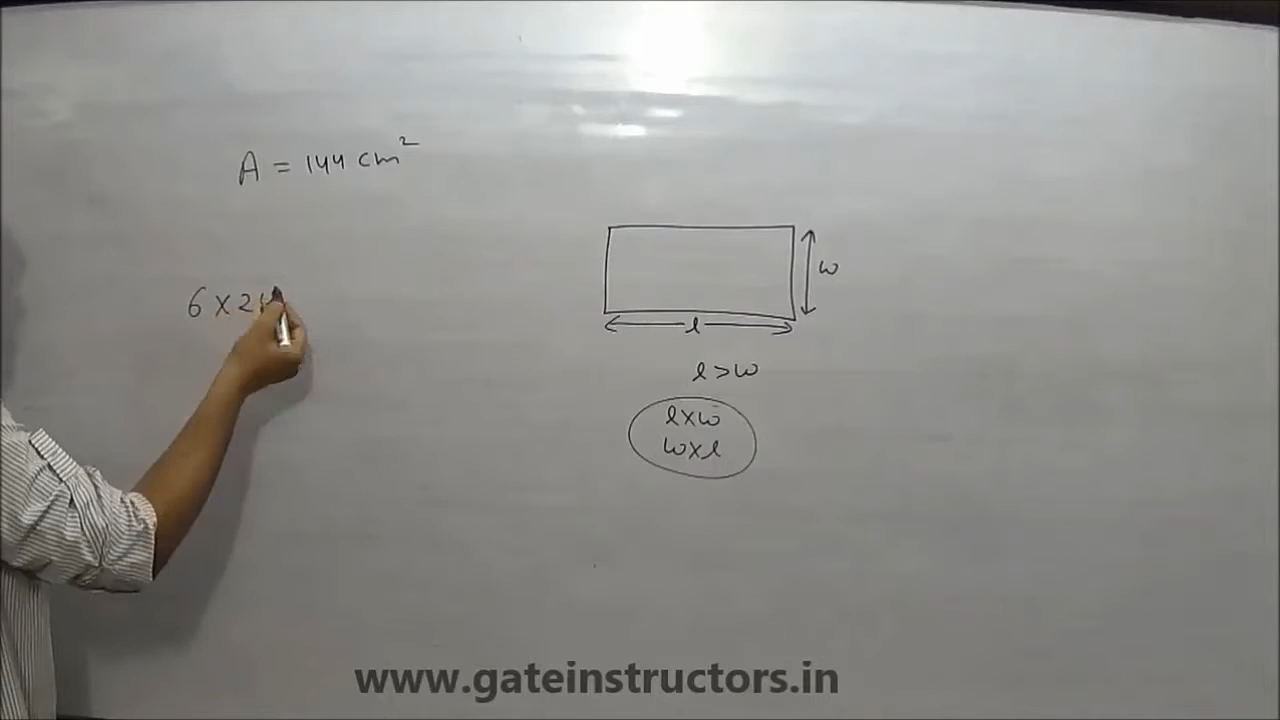 A = 144 cm²
6 x 2
w
l
l > w
l x w
w x l
www.gateinstructors.in